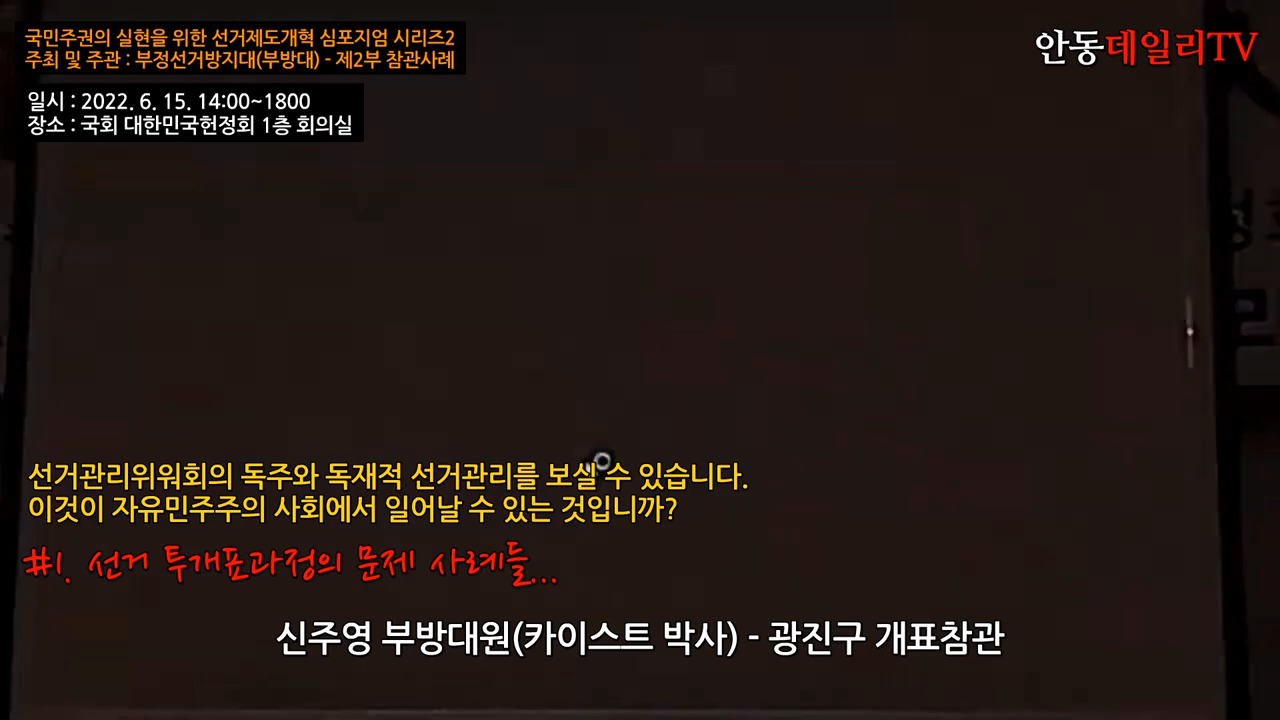 국민주권의 실현을 위한 선거제도개혁 심포지엄 시리즈2
주최 및 주관 : 부정선거방지대(부방대) - 제2부 참관사례
안동데일리TV
일시 : 2022. 6. 15. 14:00~1800
장소 : 국회 대한민국헌정회 1층 회의실
선거관리위워회의 독주와 독재적 선거관리를 보실 수 있습니다.
이것이 자유민주주의 사회에서 일어날 수 있는 것입니까?
#1. 선거 투개표과정의 문제 사례들...
신주영 부방대원(카이스트 박사) - 광진구 개표참관